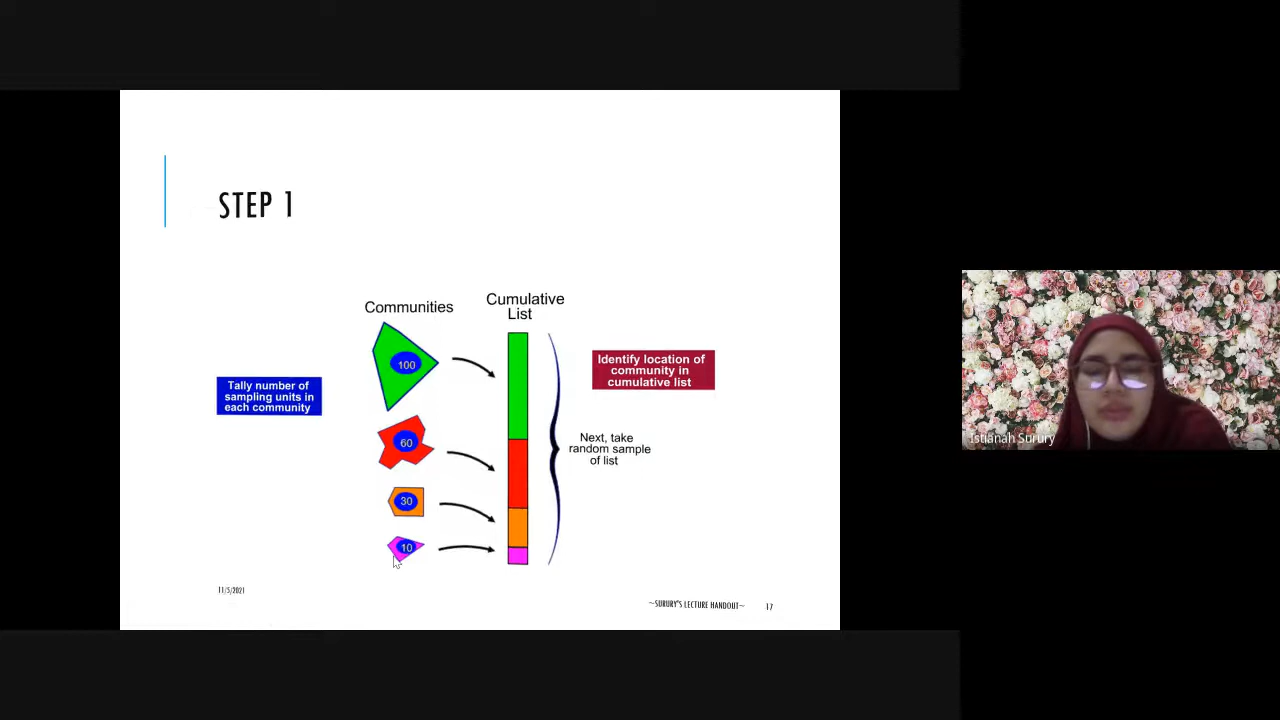 STEP 1
Communities
Cumulative
List
100
60
30
10
Tally number of
sampling units in
each community
Identify location of
community in
cumulative list
Next, take
random sample
of list
11/5/2021
~SURURY'S LECTURE HANDOUT~
17
Istianah Surury